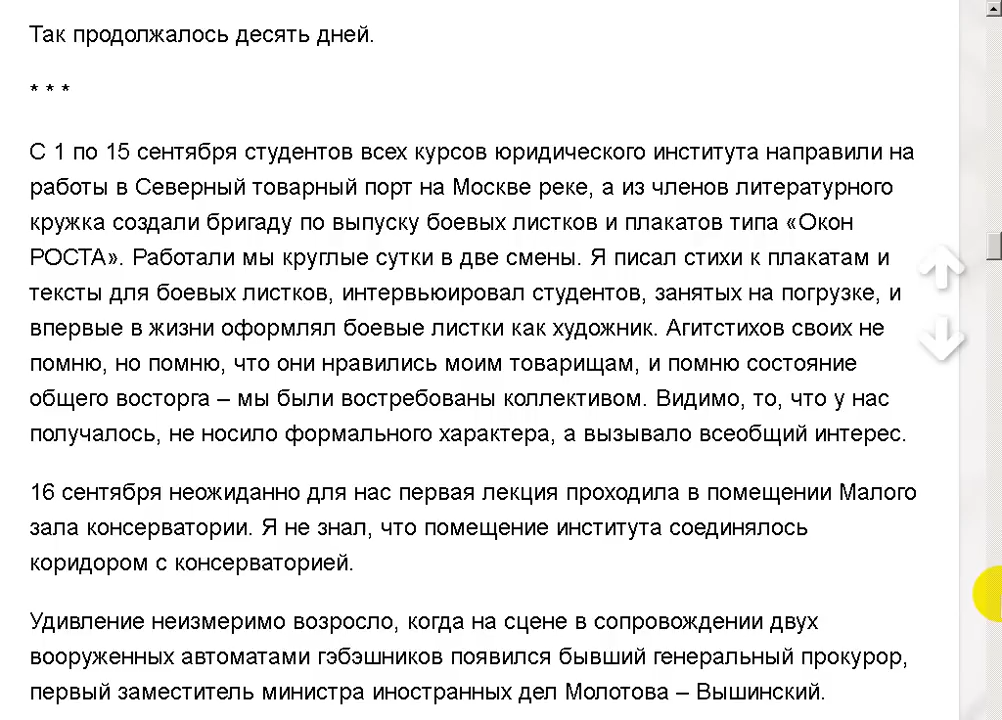 Так продолжалось десять дней.
* * *
С 1 по 15 сентября студентов всех курсов юридического института направили на
работы в Северный товарный порт на Москве реке, а из членов литературного
кружка создали бригаду по выпуску боевых листков и плакатов типа «Окон
РОСТА». Работали мы круглые сутки в две смены. Я писал стихи к плакатам и
тексты для боевых листков, интервьюировал студентов, занятых на погрузке, и
впервые в жизни оформлял боевые листки как художник. Агитстихов своих не
помню, но помню, что они нравились моим товарищам, и помню состояние
общего восторга – мы были востребованы коллективом. Видимо, то, что у нас
получалось, не носило формального характера, а вызывало всеобщий интерес.
16 сентября неожиданно для нас первая лекция проходила в помещении Малого
зала консерватории. Я не знал, что помещение института соединялось
коридором с консерваторией.
Удивление неизмеримо возросло, когда на сцене в сопровождении двух
вооруженных автоматами гэбэшников появился бывший генеральный прокурор,
первый заместитель министра иностранных дел Молотова – Вышинский.